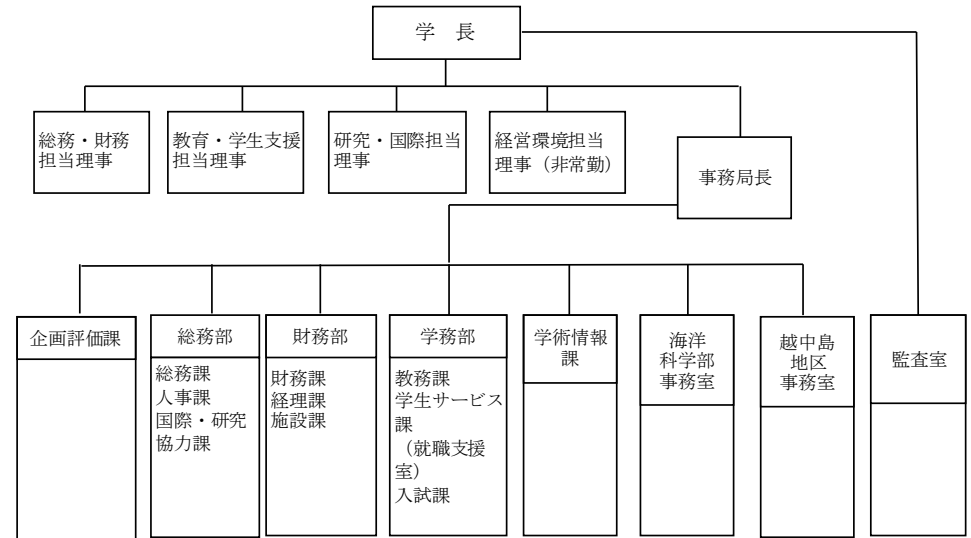 学 長
総務・財務
担当理事
教育・学生支援
担当理事
研究・国際担当
理事
経営環境担当
理事（非常勤）
事務局長
企画評価課
総務部
総務課
人事課
国際・研究
協力課
財務部
財務課
経理課
施設課
学務部
教務課
学生サービス
課
（就職支援
室）
入試課
学術情報
課
海洋
科学部
事務室
越中島
地区
事務室
監査室